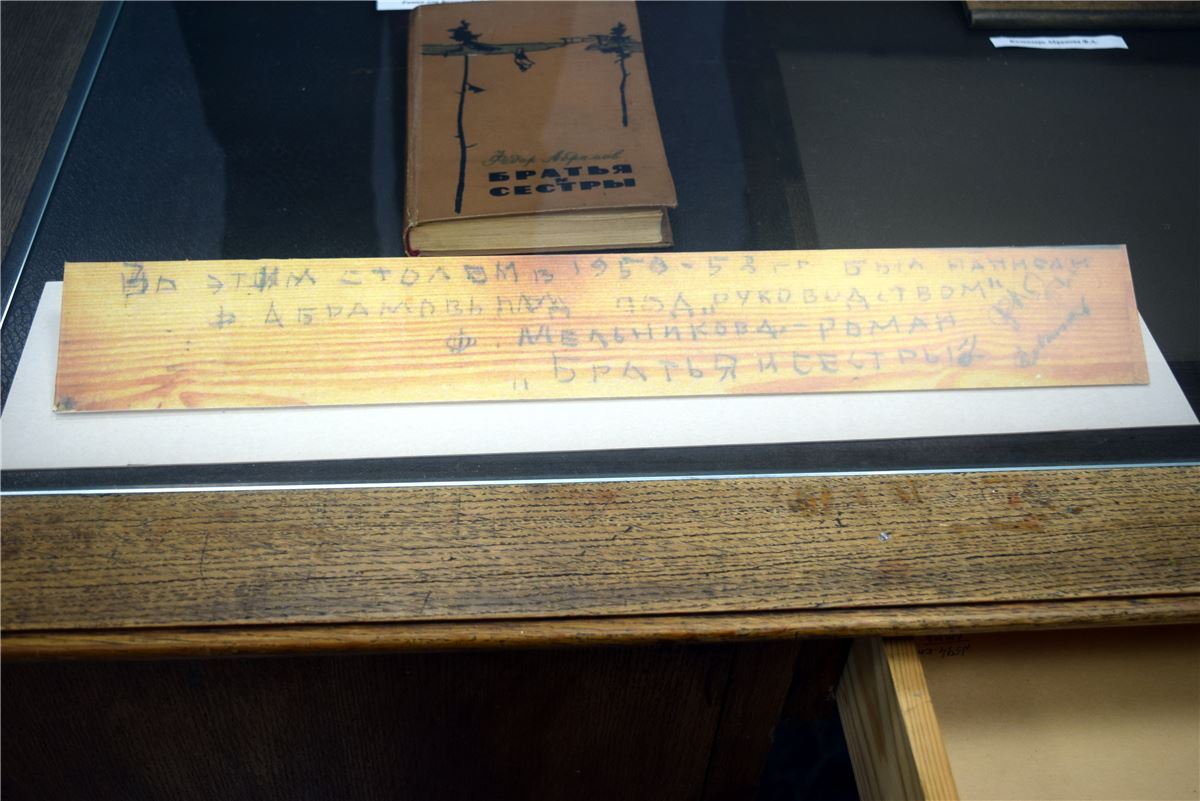 Федор Абрамов
БРАТЬЯ
И
СЕСТРЫ
За этим столом в 1950-53 гг был написан
Ф Абрамовым под „руководством"
Ф. Мельникова,-роман
„Братья и сестры"